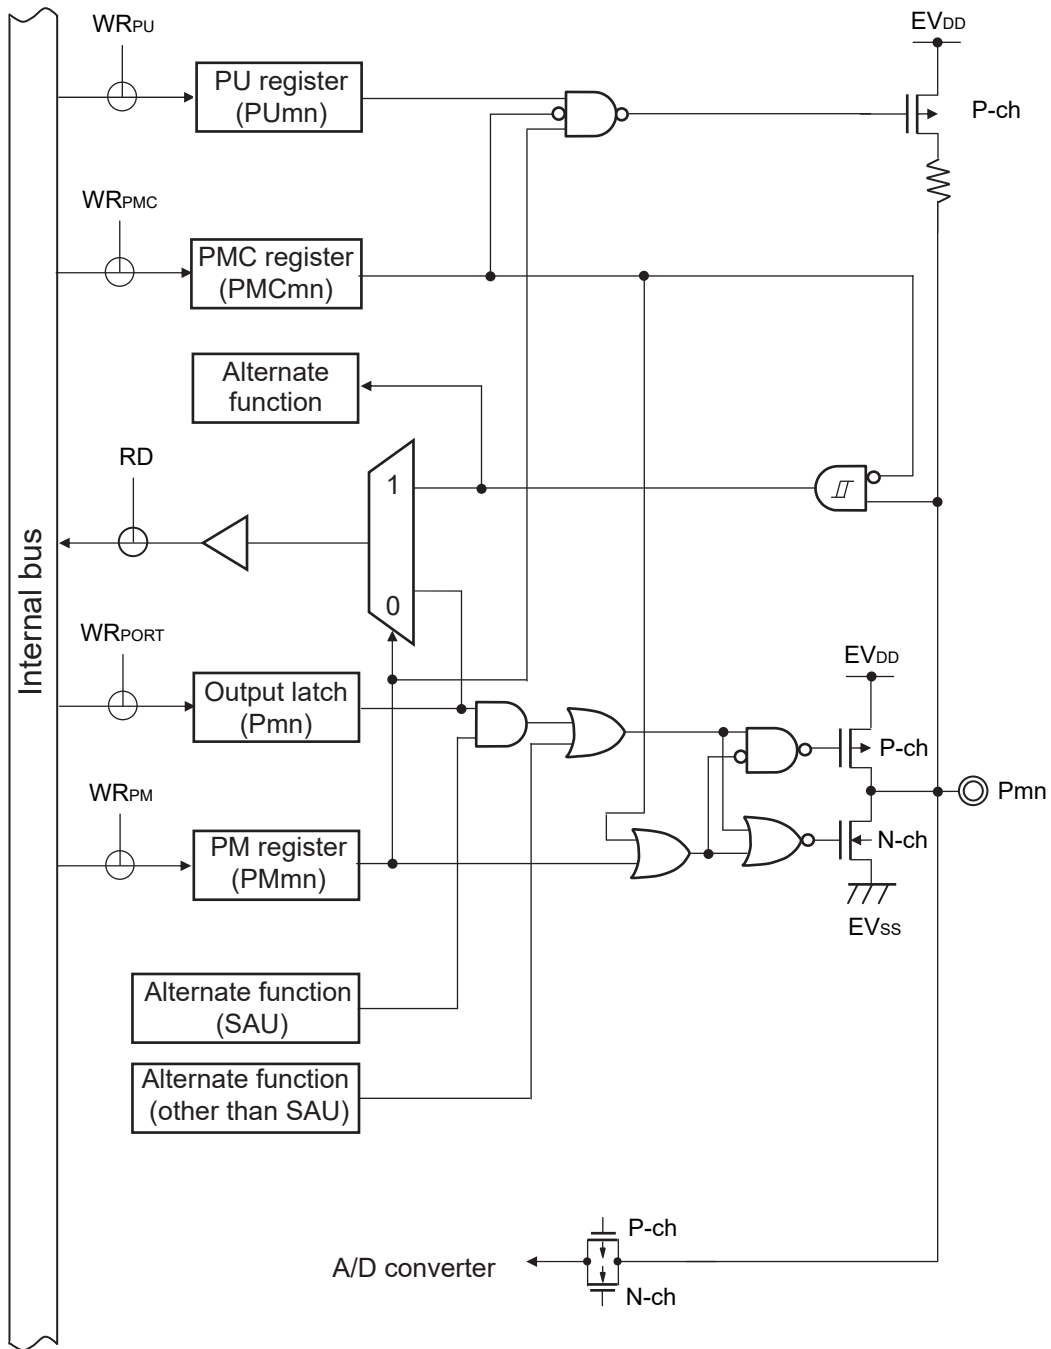 WRPU
EVDD
PU register
(PUmn)
P-ch
WRPMC
PMC register
(PMCmn)
Alternate
function
RD
1
Internal bus
0
WRPORT
EVDD
Output latch
(Pmn)
P-ch
Pmn
WRPM
PM register
(PMmn)
N-ch
EVSS
Alternate function
(SAU)
Alternate function
(other than SAU)
P-ch
A/D converter
N-ch